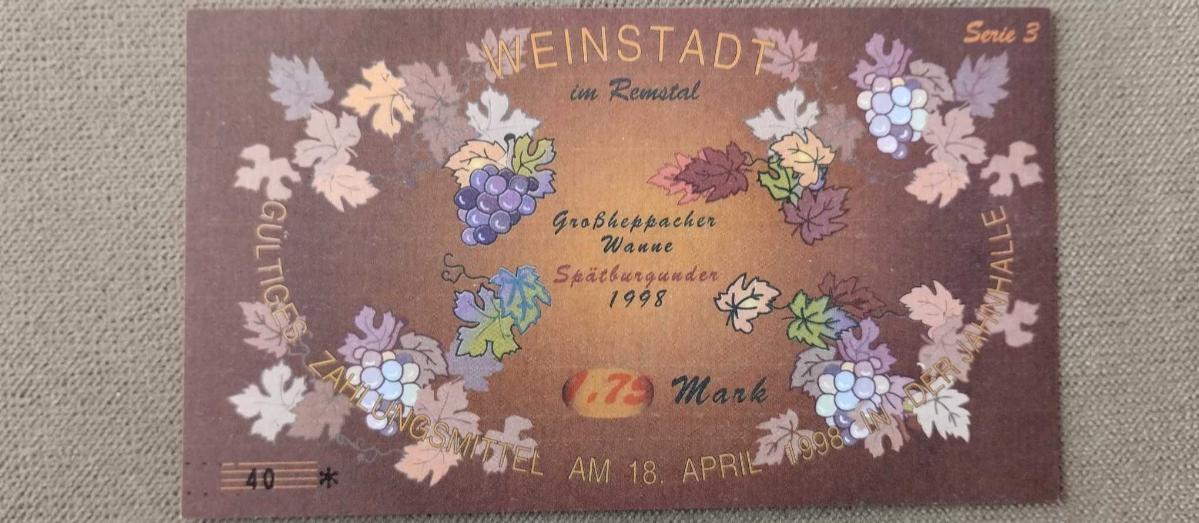 Serie 3
WEINSTADT
im Remstal
Großheppacher
Wanne
Spätburgunder
1998
1.75 Mark
GÜLTIGES ZAHLUNGSMITTEL AM 18. APRIL 1998 IN DER JAHNHALLE
40 *